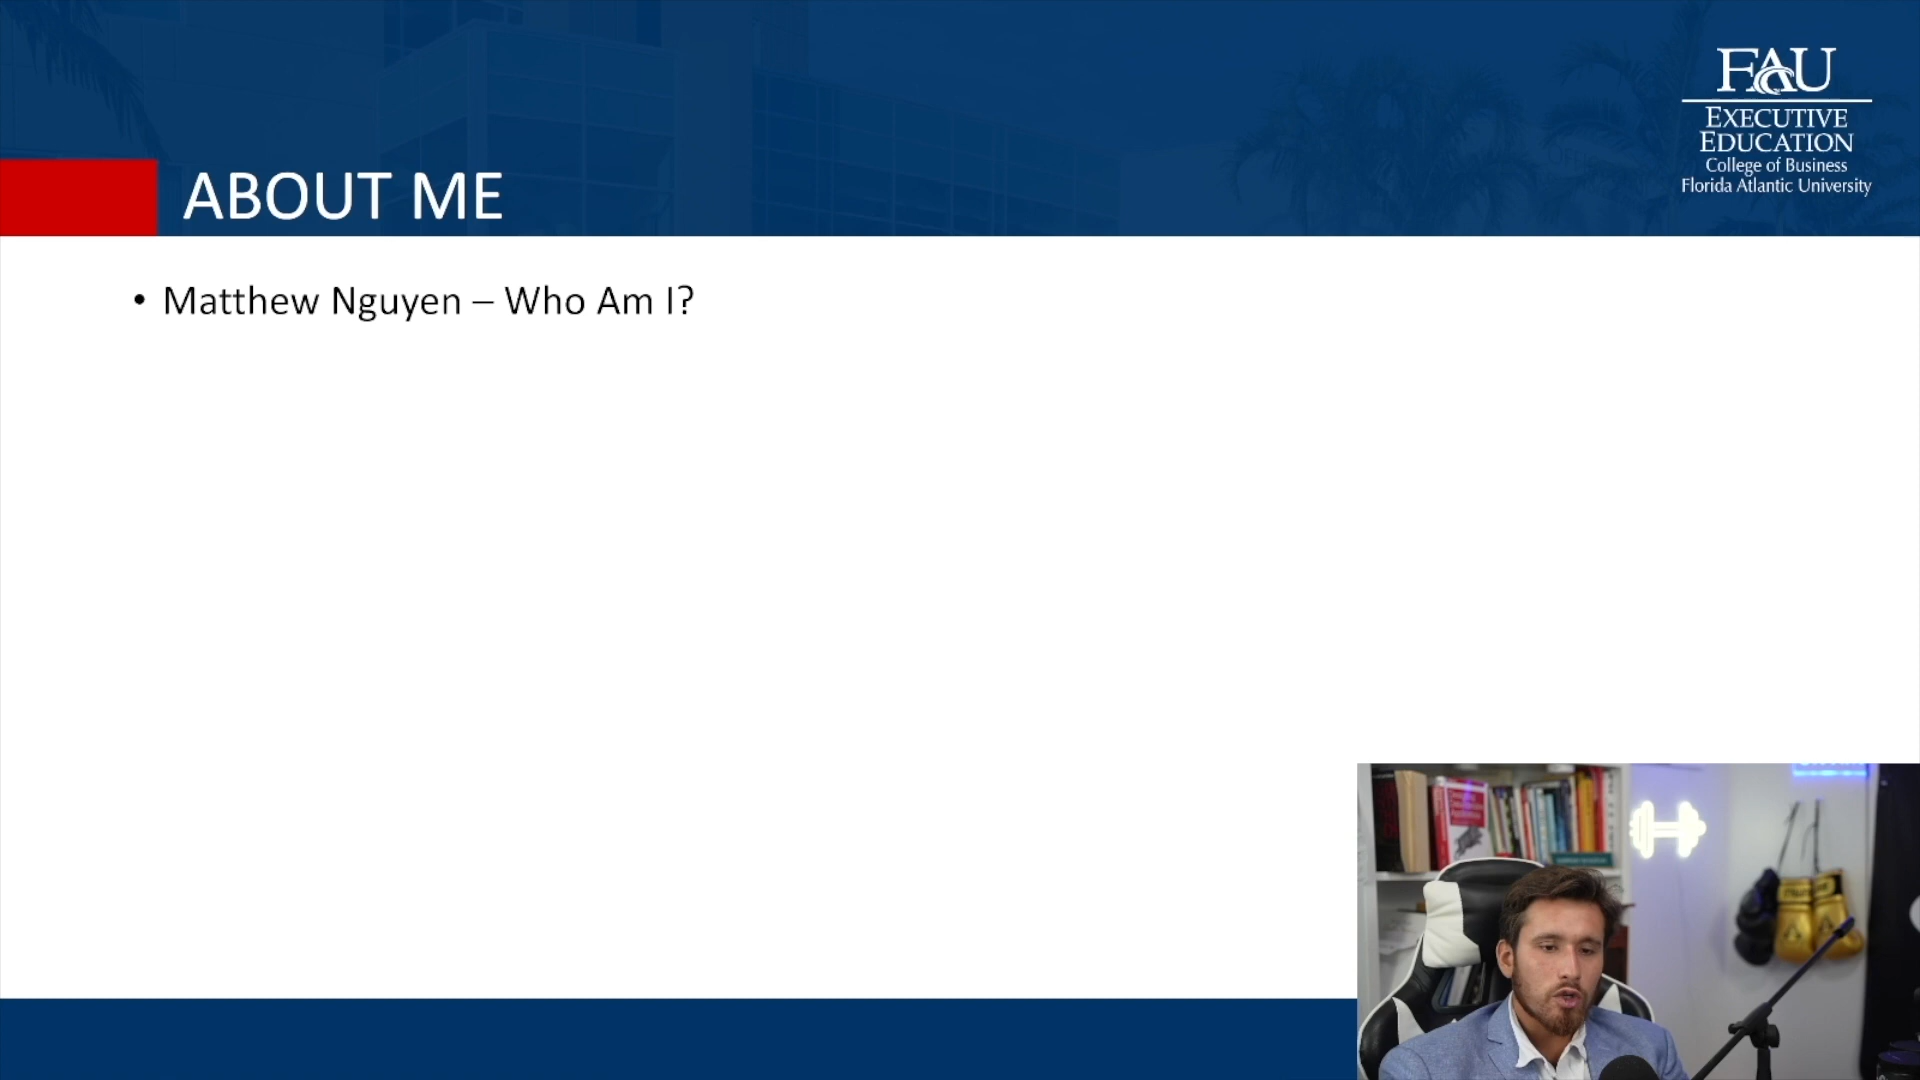 FAU
EXECUTIVE
EDUCATION
College of Business
Florida Atlantic University
ABOUT ME
• Matthew Nguyen – Who Am I?